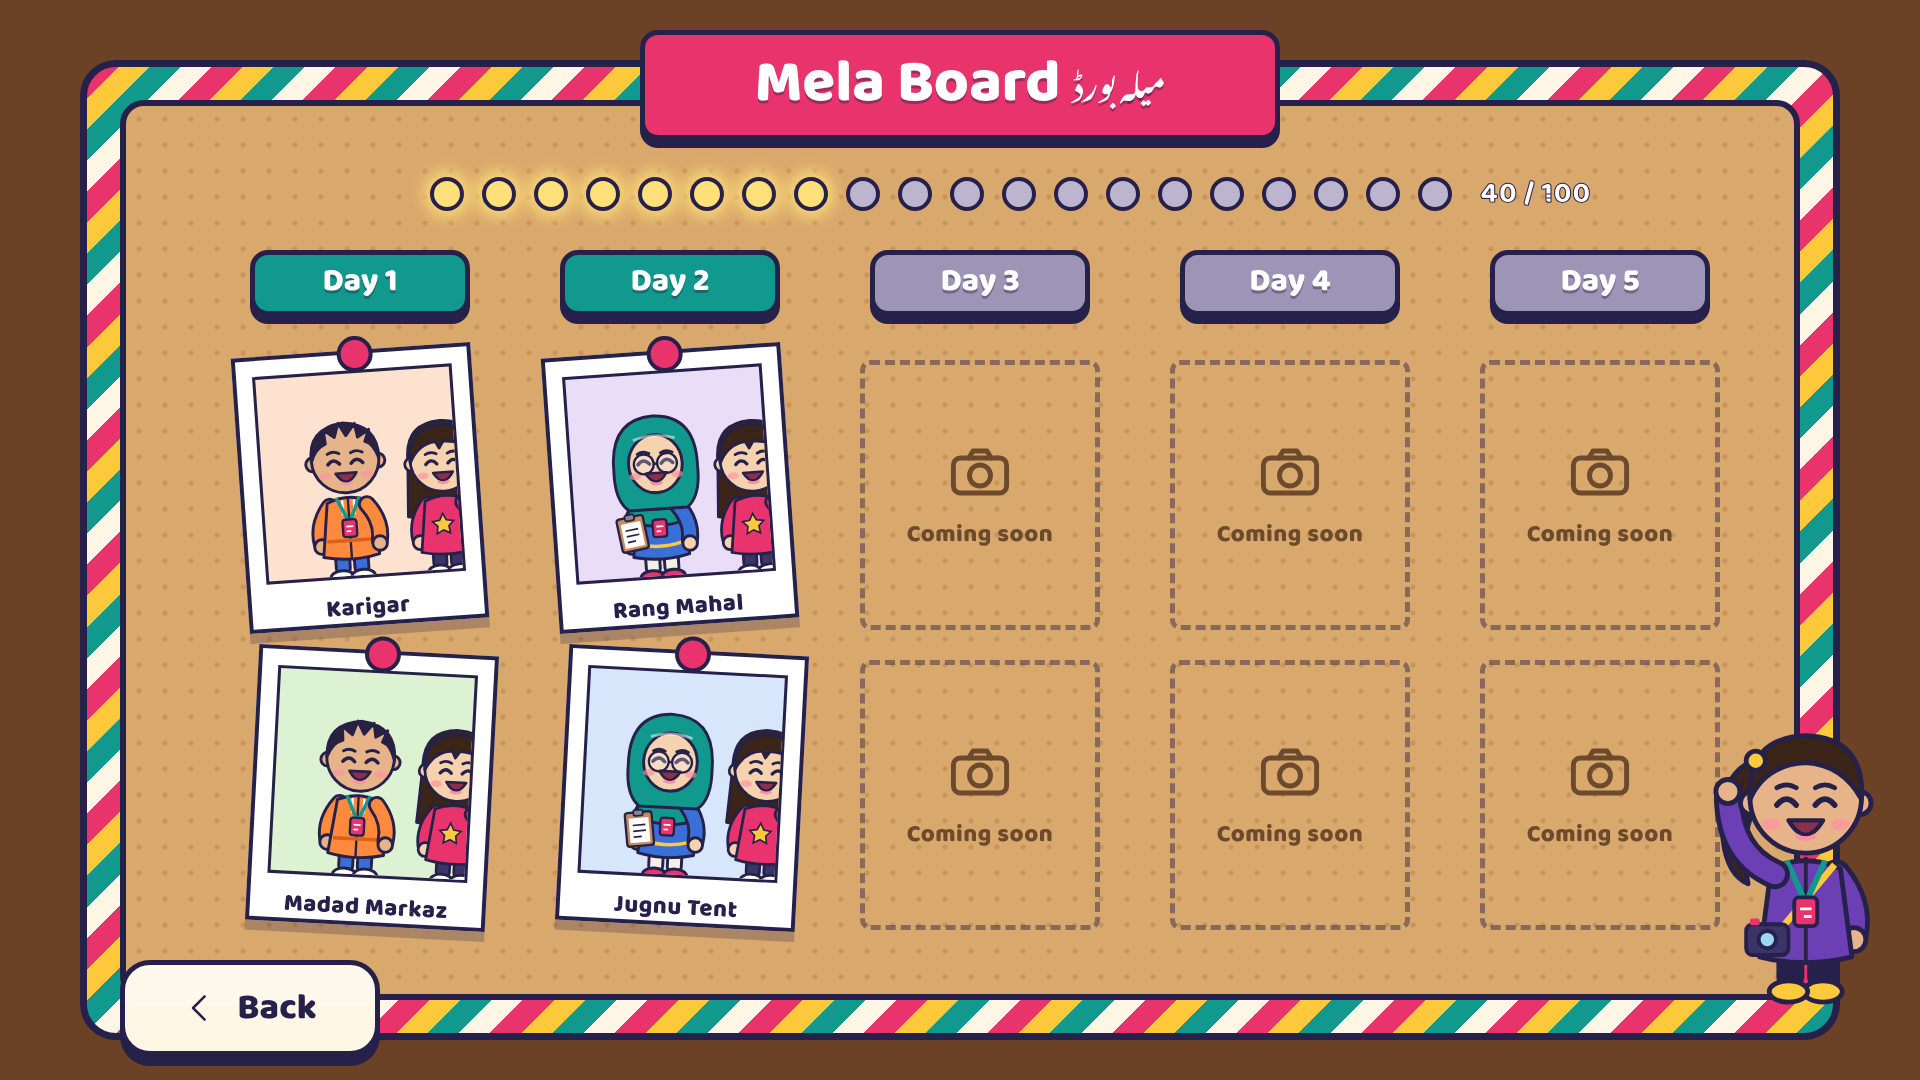 Mela Board میلہ بورڈ
40 / 100
Day 1
Day 2
Day 3
Day 4
Day 5
Karigar
Rang Mahal
Coming soon
Coming soon
Coming soon
Madad Markaz
Jugnu Tent
Coming soon
Coming soon
Coming soon
Back